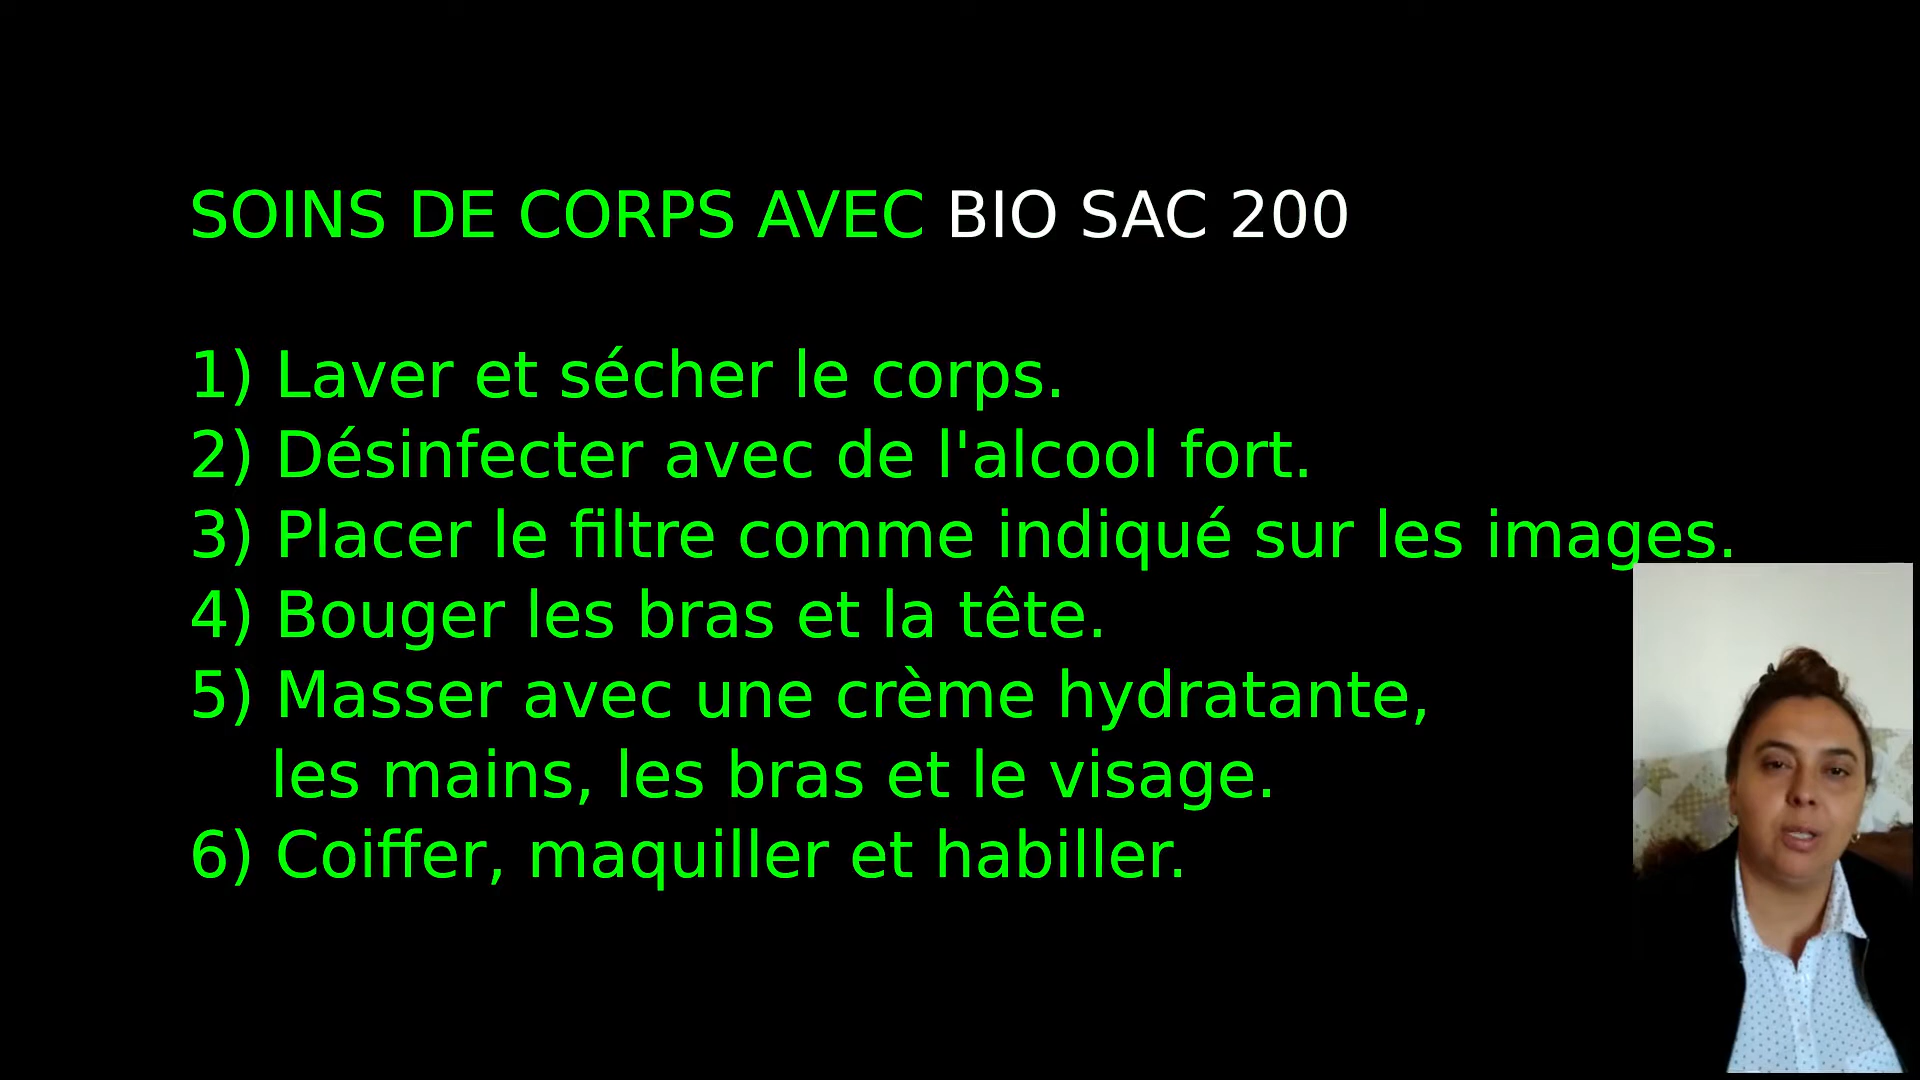 SOINS DE CORPS AVEC BIO SAC 200
1) Laver et sécher le corps.
2) Désinfecter avec de l'alcool fort.
3) Placer le filtre comme indiqué sur les images.
4) Bouger les bras et la tête.
5) Masser avec une crème hydratante,
les mains, les bras et le visage.
6) Coiffer, maquiller et habiller.